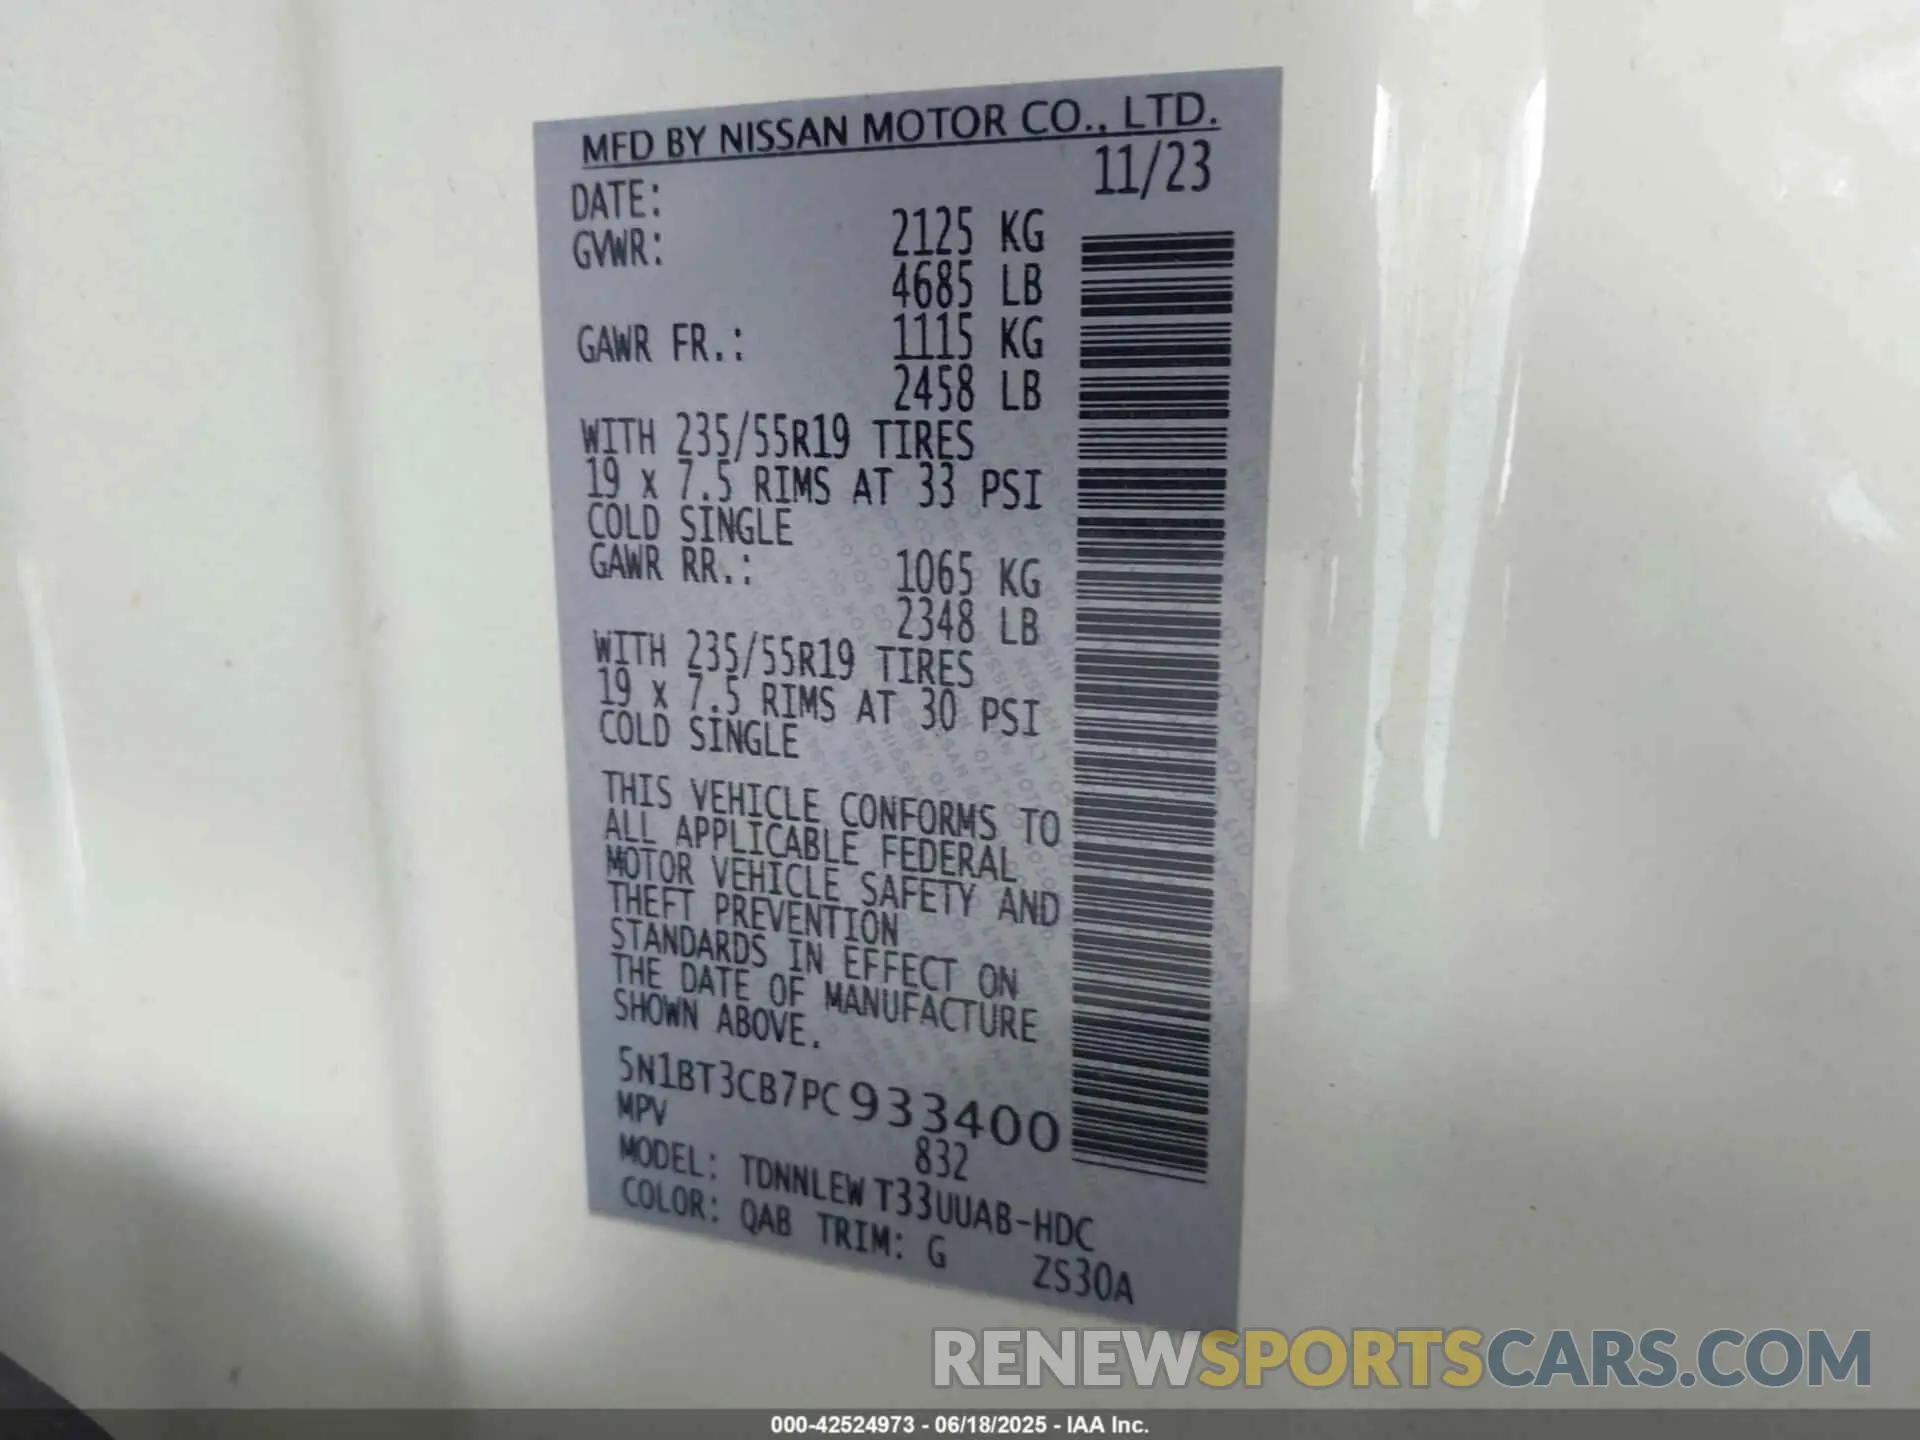 MFD BY NISSAN MOTOR CO., LTD.
DATE: 11/23
GVWR: 2125 KG
4685 LB
GAWR FR.: 1115 KG
2458 LB
WITH 235/55R19 TIRES
19 x 7.5 RIMS AT 33 PSI
COLD SINGLE
GAWR RR.: 1065 KG
2348 LB
WITH 235/55R19 TIRES
19 x 7.5 RIMS AT 30 PSI
COLD SINGLE
THIS VEHICLE CONFORMS TO
ALL APPLICABLE FEDERAL
MOTOR VEHICLE SAFETY AND
THEFT PREVENTION
STANDARDS IN EFFECT ON
THE DATE OF MANUFACTURE
SHOWN ABOVE.
5N1BT3CB7PC933400
MPV 832
MODEL: TDNNLEW T33UUAB-HDC
COLOR: QAB TRIM: G ZS30A
RENEWSPORTSCARS.COM
000-42524973 - 06/18/2025 - IAA Inc.